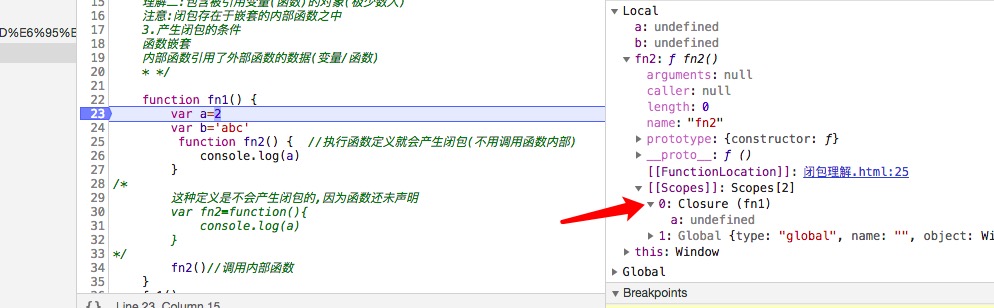 D%E6%95%E
15 理解二:包含被引用变量(函数)的对象(极少数人)
16 注意:闭包存在于嵌套的内部函数之中
17 3.产生闭包的条件
18 函数嵌套
19 内部函数引用了外部函数的数据(变量/函数)
20 * */
21
22 function fn1() {
23 var a=2
24 var b='abc'
25 function fn2() { //执行函数定义就会产生闭包(不用调用函数内部)
26 console.log(a)
27 }
28 /*
29 这种定义是不会产生闭包的,因为函数还未声明
30 var fn2=function(){
31 console.log(a)
32 }
33 */
34 fn2()//调用内部函数
35 }
{} Line 23, Column 15
▼ Local
a: undefined
b: undefined
▼ fn2: ƒ fn2()
arguments: null
caller: null
length: 0
name: "fn2"
▶ prototype: {constructor: ƒ}
▶ __proto__: ƒ ()
[[FunctionLocation]]: 闭包理解.html:25
▼ [[Scopes]]: Scopes[2]
▼ 0: Closure (fn1)
a: undefined
▶ 1: Global {type: "global", name: "", object: Wi
▶ this: Window
▶ Global
▼ Breakpoints